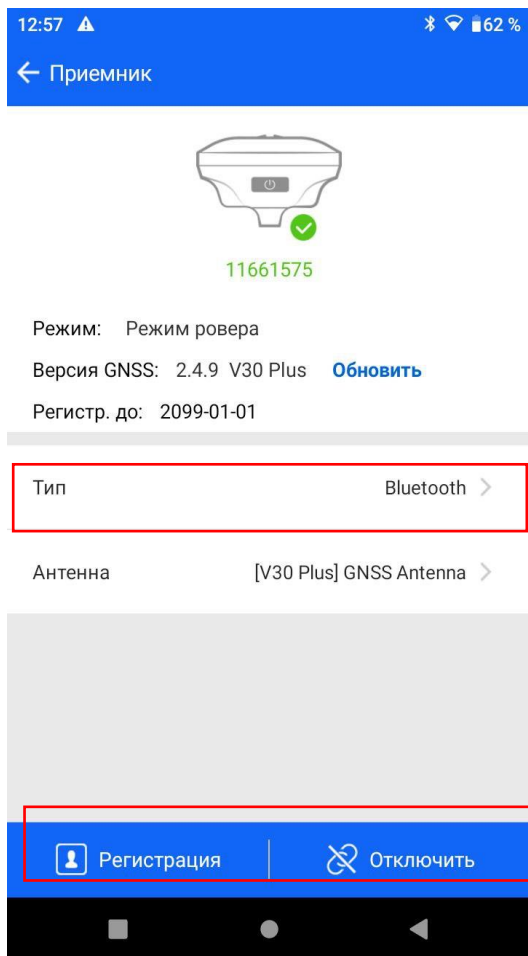 12:57 62 %
Приемник
11661575
Режим: Режим ровера
Версия GNSS: 2.4.9 V30 Plus Обновить
Регистр. до: 2099-01-01
Тип Bluetooth
Антенна [V30 Plus] GNSS Antenna
Регистрация Отключить